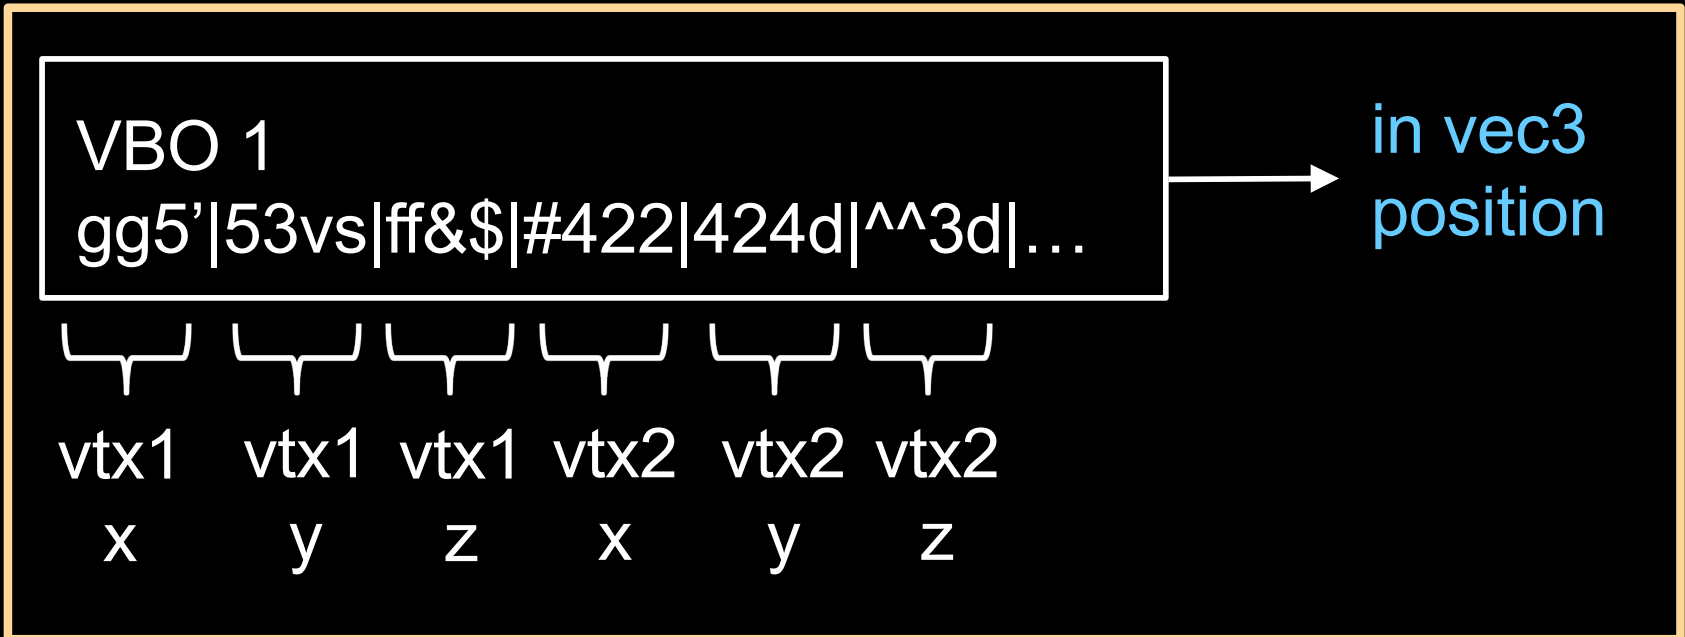 VBO 1
gg5’|53vs|ff&$|#422|424d|^^3d|…
in vec3
position
vtx1 vtx1 vtx1 vtx2 vtx2 vtx2
x y z x y z